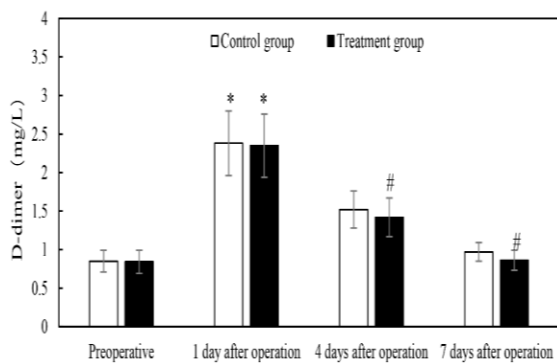 4
3.5
3
2.5
2
1.5
1
0.5
0
D-dimer (mg/L)
Control group
Treatment group
* *
#
#
Preoperative
1 day after operation
4 days after operation
7 days after operation